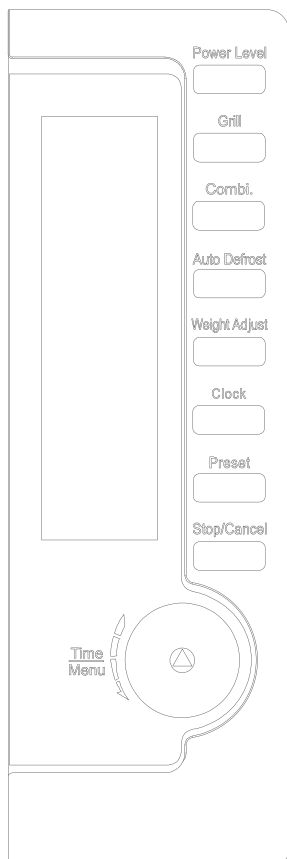 Power Level
Grill
Combi.
Auto Defrost
Weight Adjust
Clock
Preset
Stop/Cancel
Time
Menu